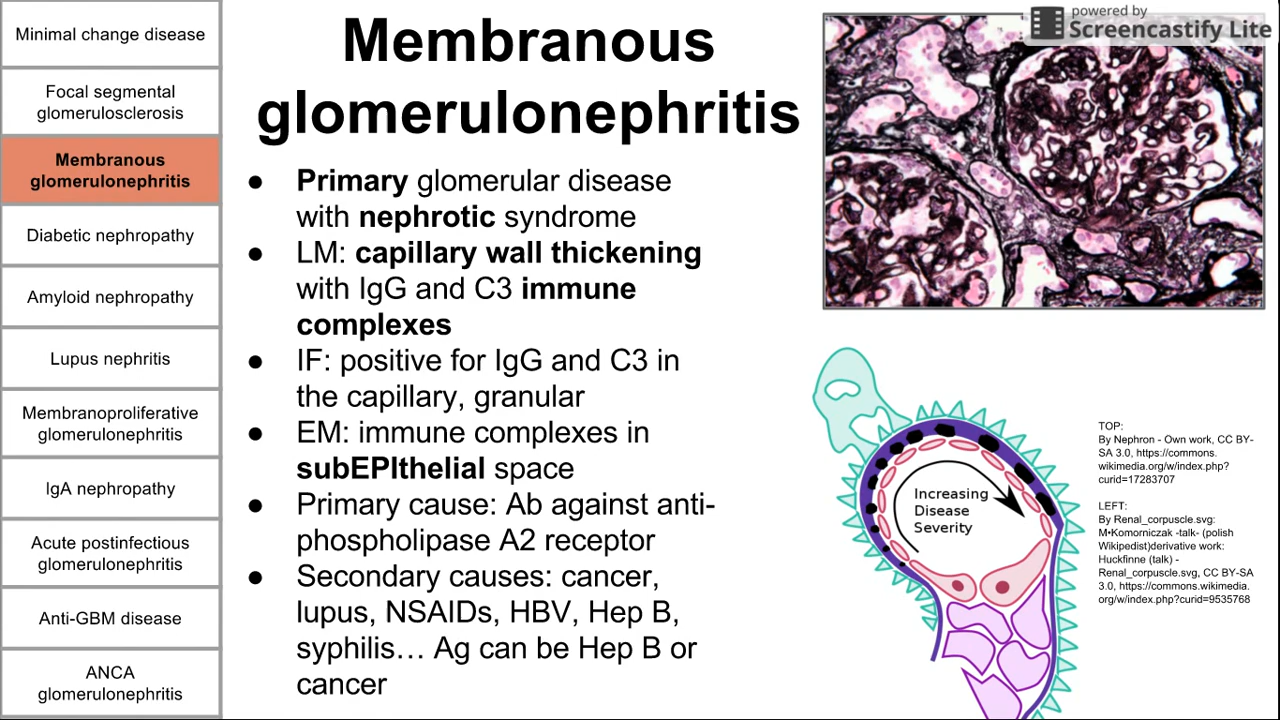 Minimal change disease
Focal segmental
glomerulosclerosis
Membranous
glomerulonephritis
Diabetic nephropathy
Amyloid nephropathy
Lupus nephritis
Membranoproliferative
glomerulonephritis
IgA nephropathy
Acute postinfectious
glomerulonephritis
Anti-GBM disease
ANCA
glomerulonephritis
Membranous
glomerulonephritis
● Primary glomerular disease
with nephrotic syndrome
● LM: capillary wall thickening
with IgG and C3 immune
complexes
● IF: positive for IgG and C3 in
the capillary, granular
● EM: immune complexes in
subEPIthelial space
● Primary cause: Ab against anti-
phospholipase A2 receptor
● Secondary causes: cancer,
lupus, NSAIDs, HBV, Hep B,
syphilis… Ag can be Hep B or
cancer
powered by
Screencastify Lite
Increasing
Disease
Severity
TOP:
By Nephron - Own work, CC BY-
SA 3.0, https://commons.
wikimedia.org/w/index.php?
curid=17283707
LEFT:
By Renal_corpuscle.svg:
M•Komorniczak -talk- (polish
Wikipedist)derivative work:
Huckfinne (talk) -
Renal_corpuscle.svg, CC BY-SA
3.0, https://commons.wikimedia.
org/w/index.php?curid=9535768